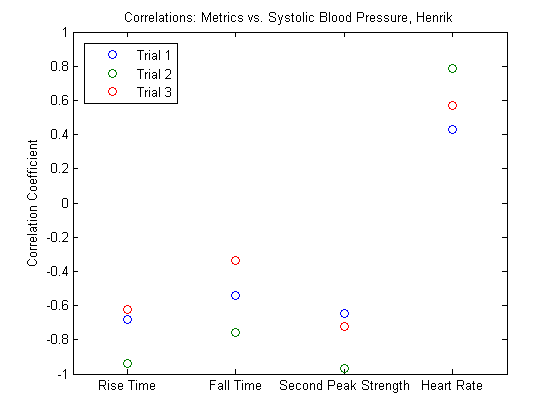 Correlations: Metrics vs. Systolic Blood Pressure, Henrik
Trial 1
Trial 2
Trial 3
Correlation Coefficient
1
0.8
0.6
0.4
0.2
0
-0.2
-0.4
-0.6
-0.8
-1
Rise Time Fall Time Second Peak Strength Heart Rate